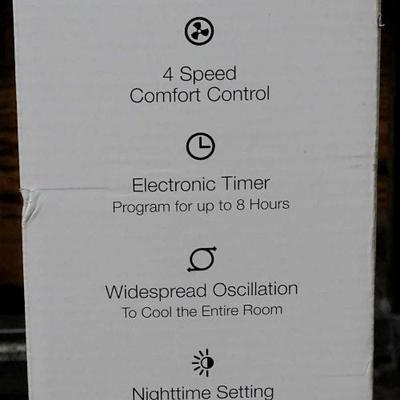 4 Speed
Comfort Control
Electronic Timer
Program for up to 8 Hours
Widespread Oscillation
To Cool the Entire Room
Nighttime Setting